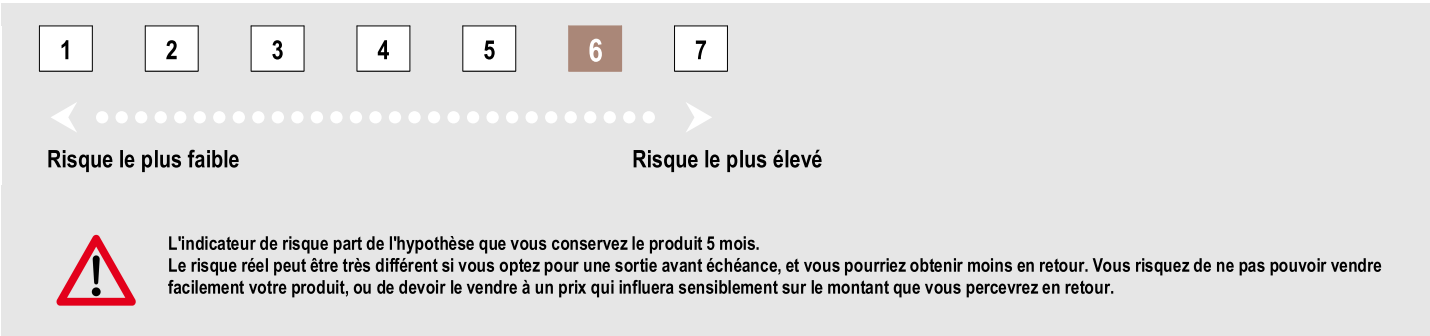 1 2 3 4 5 6 7
Risque le plus faible Risque le plus élevé
L'indicateur de risque part de l'hypothèse que vous conservez le produit 5 mois.
Le risque réel peut être très différent si vous optez pour une sortie avant échéance, et vous pourriez obtenir moins en retour. Vous risquez de ne pas pouvoir vendre
facilement votre produit, ou de devoir le vendre à un prix qui influera sensiblement sur le montant que vous percevrez en retour.